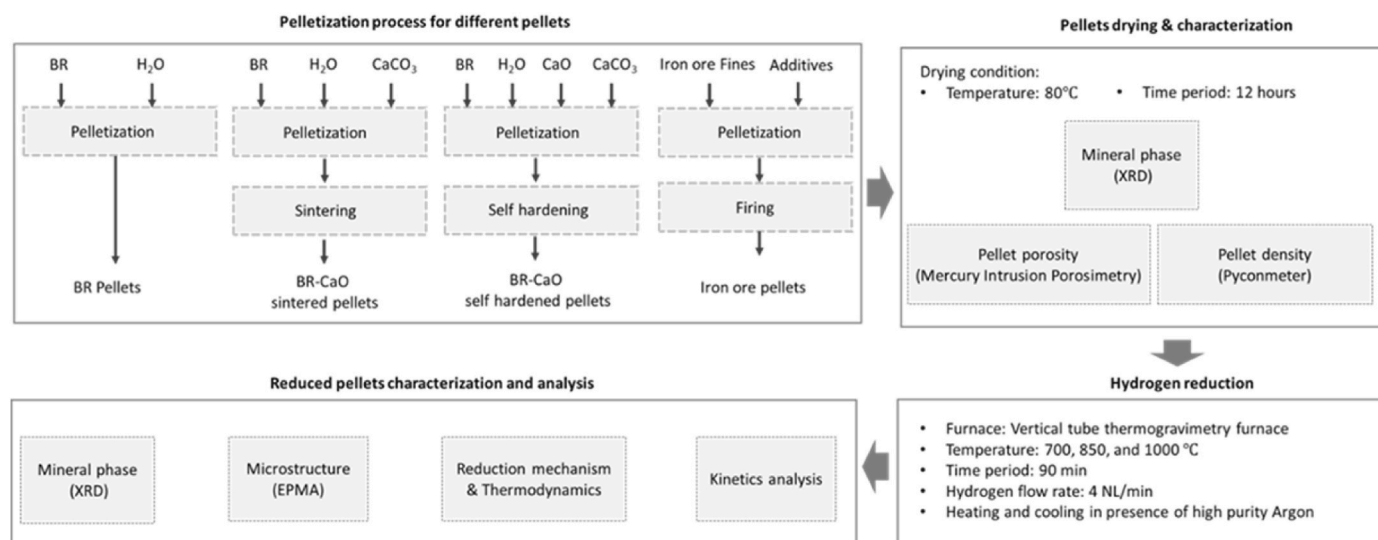 Pelletization process for different pellets
BR H₂O
Pelletization
BR Pellets
BR H₂O CaCO₃
Pelletization
Sintering
BR-CaO
sintered pellets
BR H₂O CaO CaCO₃
Pelletization
Self hardening
BR-CaO
self hardened pellets
Iron ore Fines Additives
Pelletization
Firing
Iron ore pellets
Pellets drying & characterization
Drying condition:
• Temperature: 80℃ • Time period: 12 hours
Mineral phase
(XRD)
Pellet porosity
(Mercury Intrusion Porosimetry)
Pellet density
(Pyconmeter)
Hydrogen reduction
• Furnace: Vertical tube thermogravimetry furnace
• Temperature: 700, 850, and 1000 ℃
• Time period: 90 min
• Hydrogen flow rate: 4 NL/min
• Heating and cooling in presence of high purity Argon
Reduced pellets characterization and analysis
Mineral phase
(XRD)
Microstructure
(EPMA)
Reduction mechanism
& Thermodynamics
Kinetics analysis